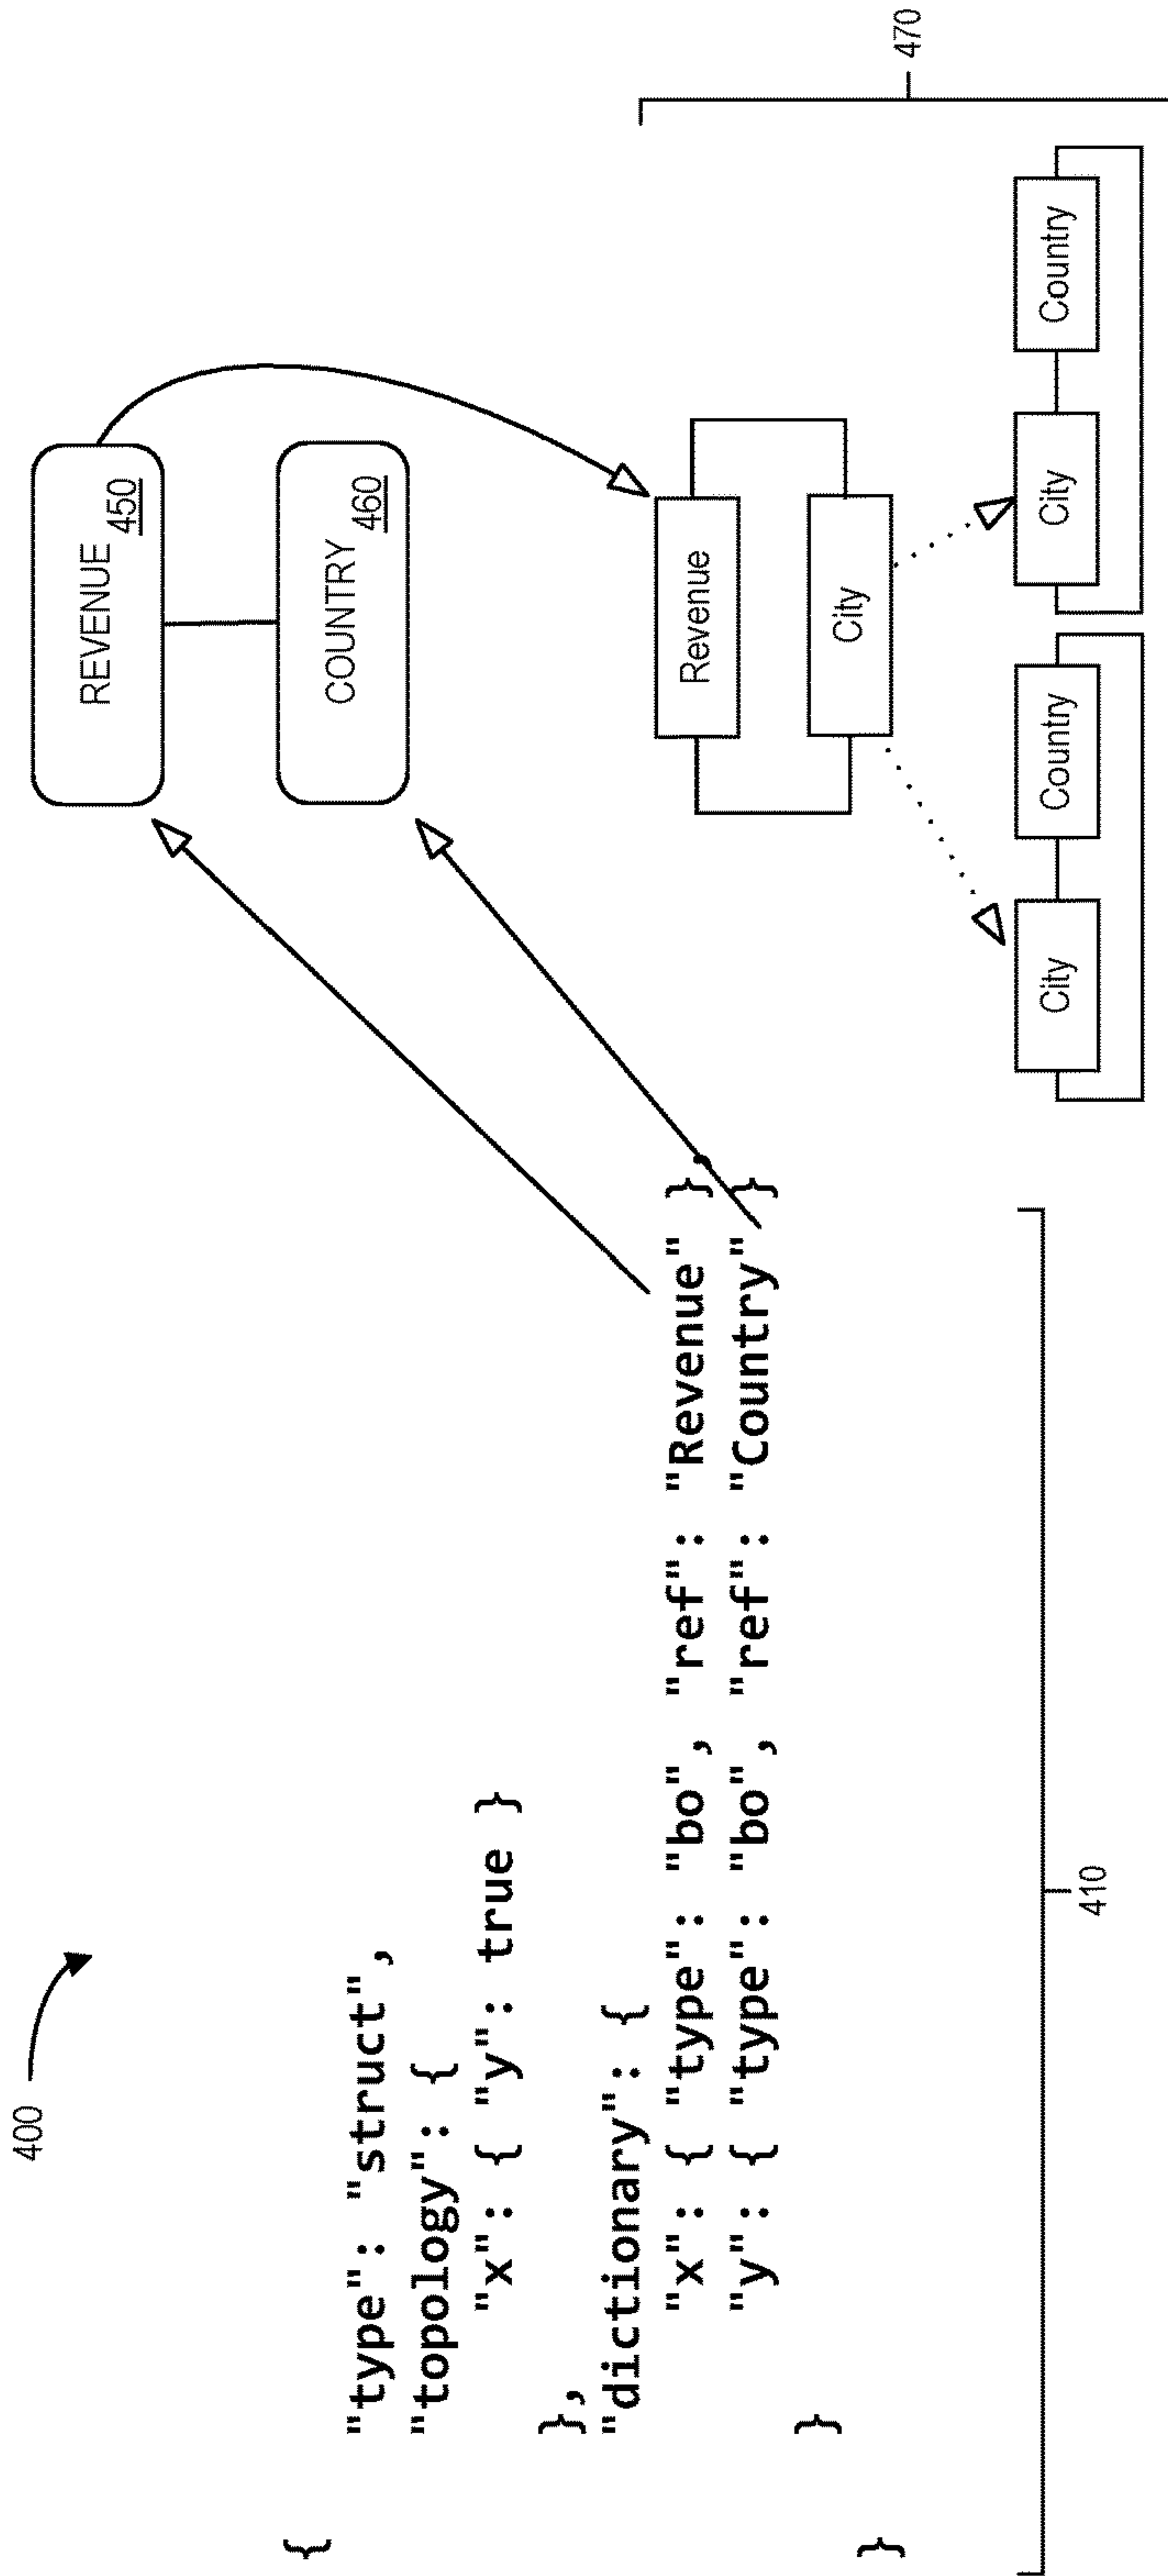 400
{
"type": "struct",
"topology": {
"x": { "y": true }
},
"dictionary": {
"x": { "type": "bo", "ref": "Revenue" },
"y": { "type": "bo", "ref": "Country" }
}
}
410
REVENUE
450
COUNTRY
460
Revenue
City
City
Country
City
Country
470